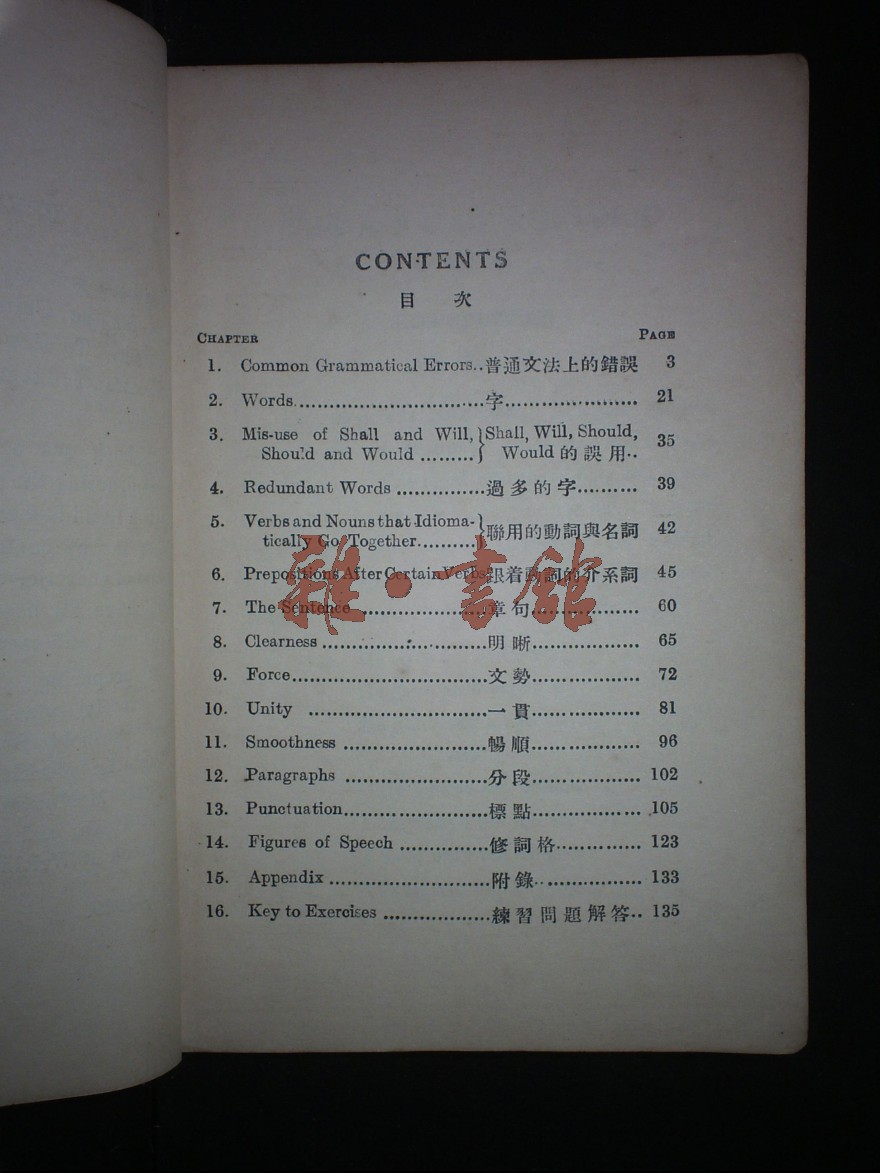 CONTENTS
目 次
CHAPTER PAGE
1. Common Grammatical Errors..普通文法上的錯誤 3
2. Words..............................字...................... 21
3. Mis-use of Shall and Will,}Shall, Will, Should, 35
Should and Would .........} Would 的 誤 用..
4. Redundant Words ...............過 多 的 字.......... 39
5. Verbs and Nouns that Idioma-}聯用的動詞與名詞 42
tically Go Together..........}
6. Prepositions After Certain Verbs 跟着動詞的介系詞 45
7. The Sentence .....................章 句.................. 60
8. Clearness ...........................明 晰................... 65
9. Force................................文 勢................... 72
10. Unity .............................一 貫................... 81
11. Smoothness .......................暢 順................... 96
12. Paragraphs .......................分 段................... 102
13. Punctuation.......................標 點................... 105
14. Figures of Speech ...............修 詞 格.............. 123
15. Appendix ..........................附 錄.................. 133
16. Key to Exercises ..................練 習 問 題 解 答.. 135
雅·書館